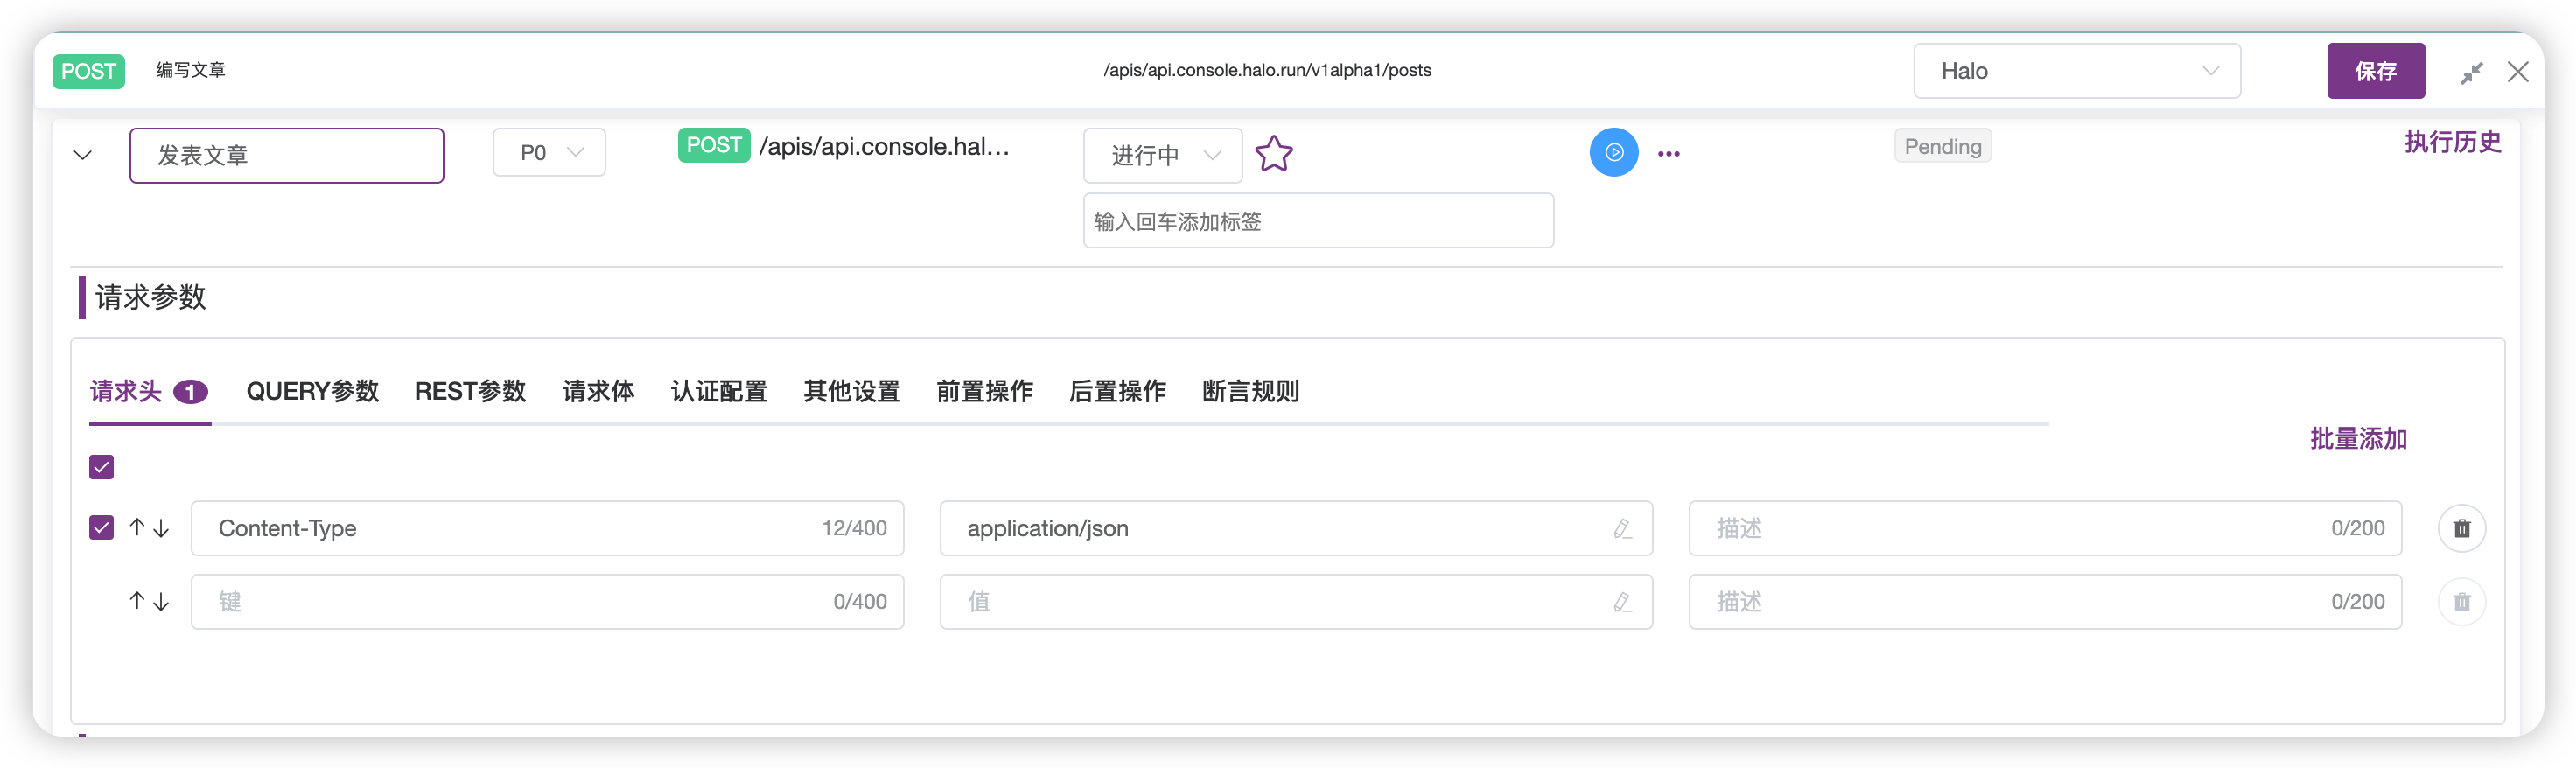 POST 编写文章 /apis/api.console.halo.run/v1alpha1/posts Halo 保存
发表文章 P0 POST /apis/api.console.hal... 进行中 Pending 执行历史
输入回车添加标签
请求参数
请求头 1 QUERY参数 REST参数 请求体 认证配置 其他设置 前置操作 后置操作 断言规则
批量添加
Content-Type 12/400 application/json 描述 0/200
键 0/400 值 描述 0/200